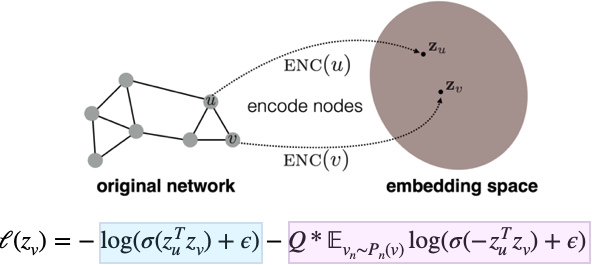 z_u
ENC(u)
u
encode nodes
z_v
v
ENC(v)
original network
embedding space
ℓ(z_v) = − log(σ(z_u^T z_v) + ϵ) − Q * 𝔼_{v_n∼P_n(v)} log(σ(−z_u^T z_v) + ϵ)